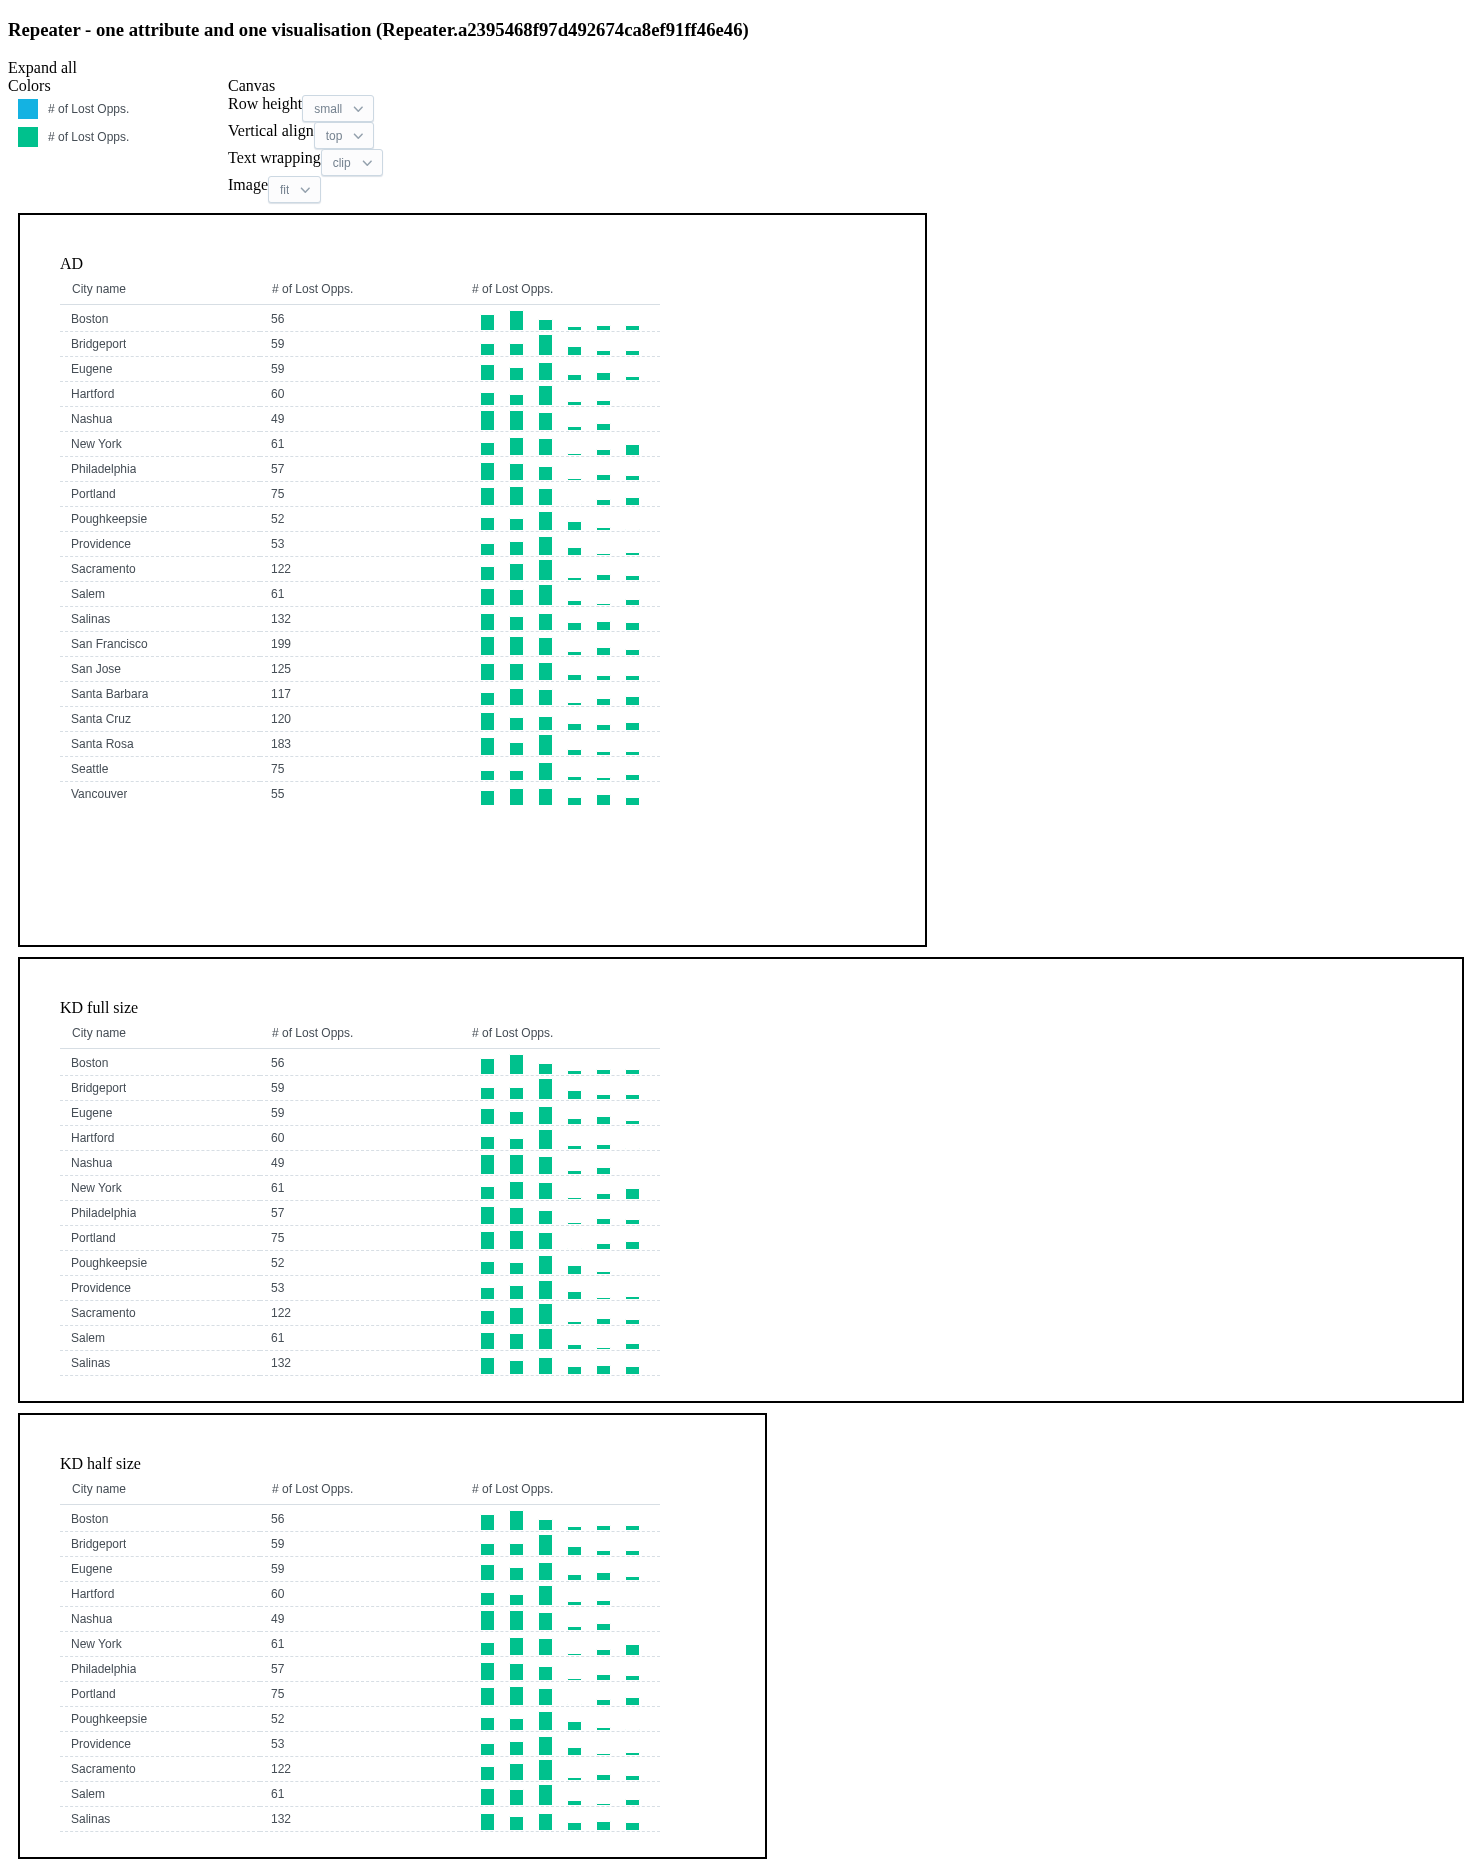 Repeater - one attribute and one visualisation (Repeater.a2395468f97d492674ca8ef91ff46e46)
Expand all
Colors
# of Lost Opps.
# of Lost Opps.
Canvas
Row height small
Vertical align top
Text wrapping clip
Image fit
AD
City name # of Lost Opps. # of Lost Opps.
Boston 56
Bridgeport 59
Eugene 59
Hartford 60
Nashua 49
New York 61
Philadelphia 57
Portland 75
Poughkeepsie 52
Providence 53
Sacramento 122
Salem 61
Salinas 132
San Francisco 199
San Jose 125
Santa Barbara 117
Santa Cruz 120
Santa Rosa 183
Seattle 75
Vancouver 55
KD full size
City name # of Lost Opps. # of Lost Opps.
Boston 56
Bridgeport 59
Eugene 59
Hartford 60
Nashua 49
New York 61
Philadelphia 57
Portland 75
Poughkeepsie 52
Providence 53
Sacramento 122
Salem 61
Salinas 132
KD half size
City name # of Lost Opps. # of Lost Opps.
Boston 56
Bridgeport 59
Eugene 59
Hartford 60
Nashua 49
New York 61
Philadelphia 57
Portland 75
Poughkeepsie 52
Providence 53
Sacramento 122
Salem 61
Salinas 132